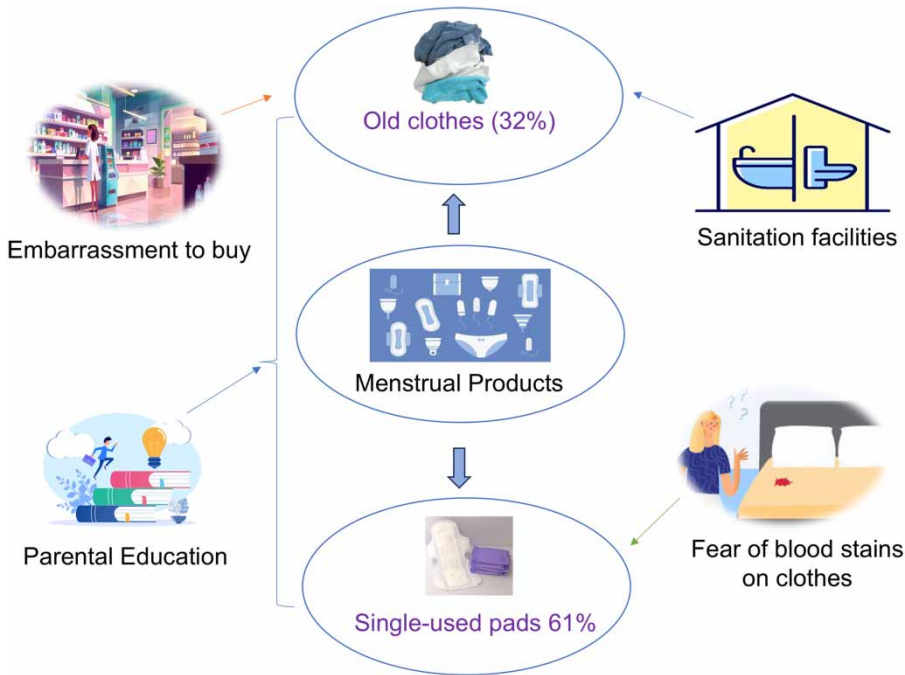 Old clothes (32%)
Embarrassment to buy
Sanitation facilities
Menstrual Products
Parental Education
Fear of blood stains
on clothes
Single-used pads 61%